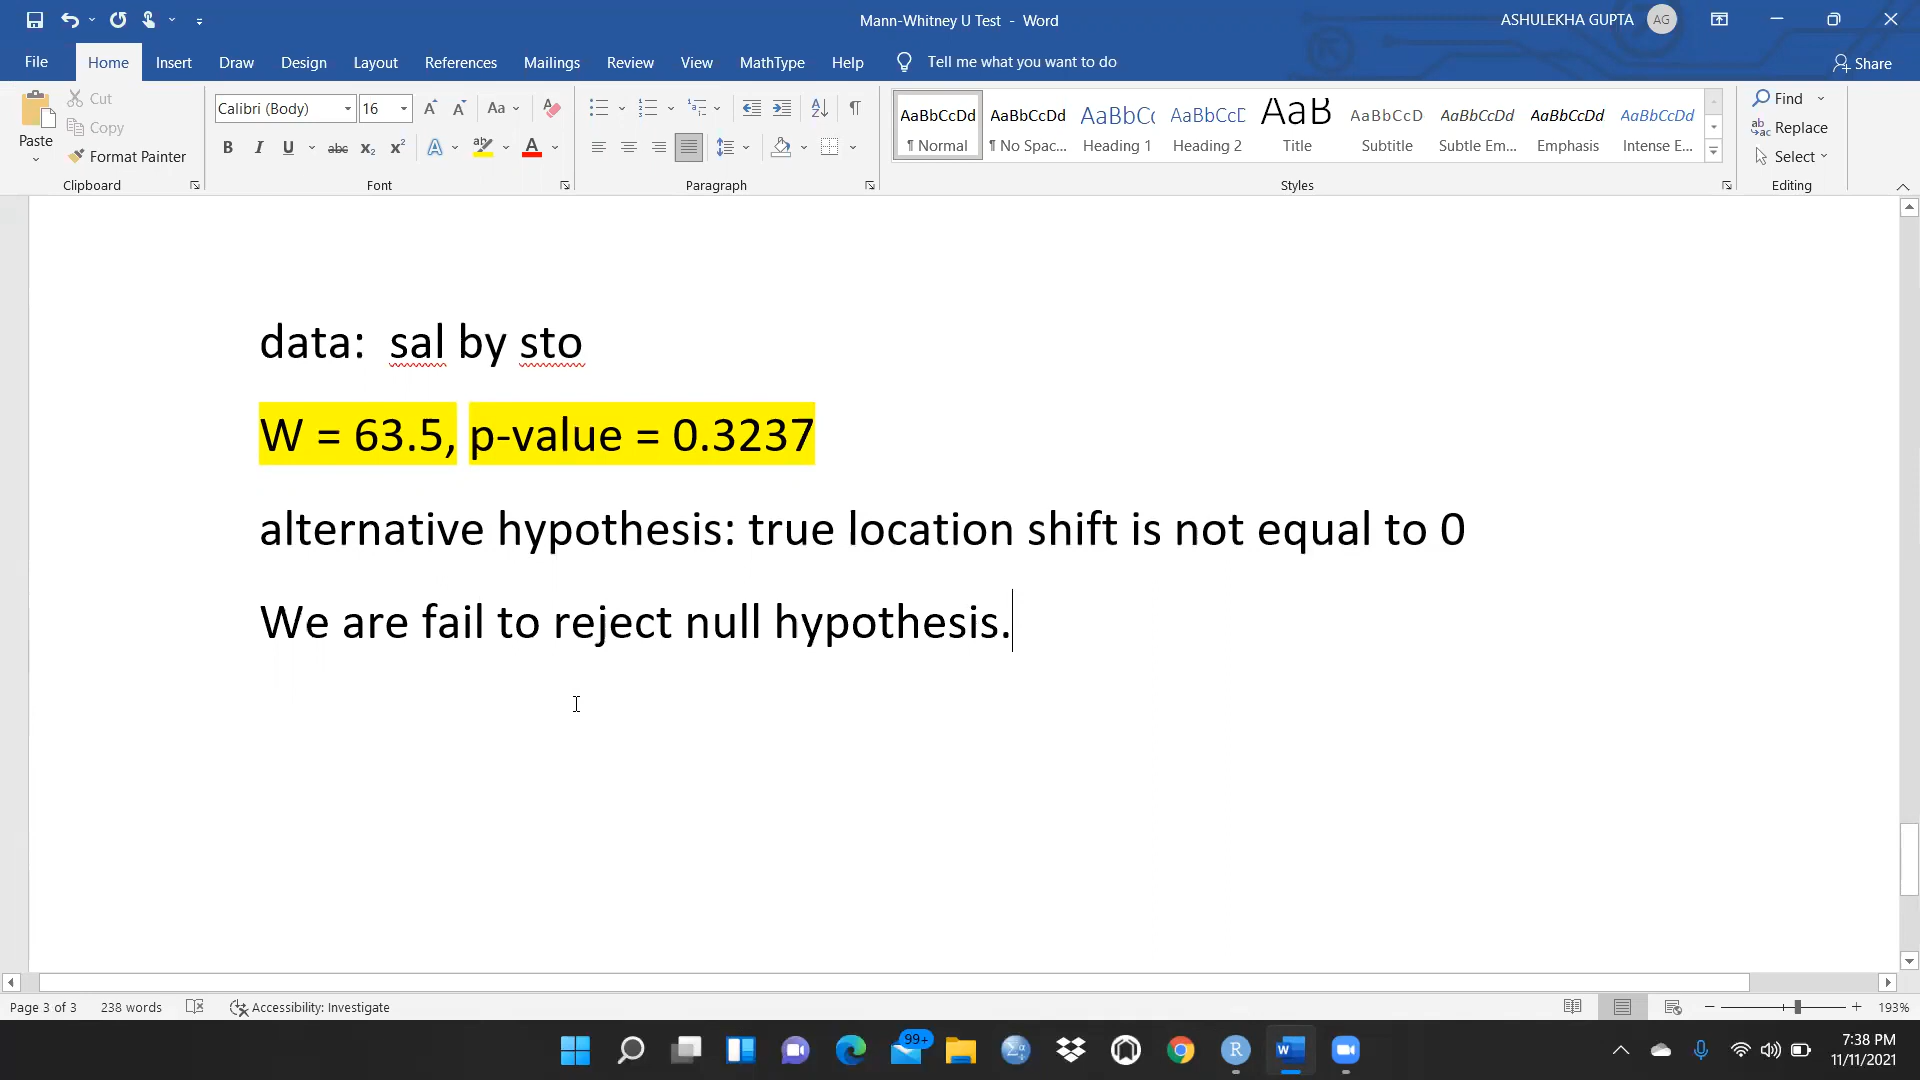 Mann-Whitney U Test - Word
ASHULEKHA GUPTA AG
File Home Insert Draw Design Layout References Mailings Review View MathType Help Tell me what you want to do Share
Paste
Cut
Copy
Format Painter
Clipboard
Calibri (Body) 16
Font
Paragraph
AaBbCcDd AaBbCcDd AaBbCc AaBbCcD AaB AaBbCcD AaBbCcDd AaBbCcDd AaBbCcDd
¶ Normal ¶ No Spac... Heading 1 Heading 2 Title Subtitle Subtle Em... Emphasis Intense E...
Styles
Find
Replace
Select
Editing
data: sal by sto
W = 63.5, p-value = 0.3237
alternative hypothesis: true location shift is not equal to 0
We are fail to reject null hypothesis.
Page 3 of 3 238 words Accessibility: Investigate 193%
99+
7:38 PM
11/11/2021